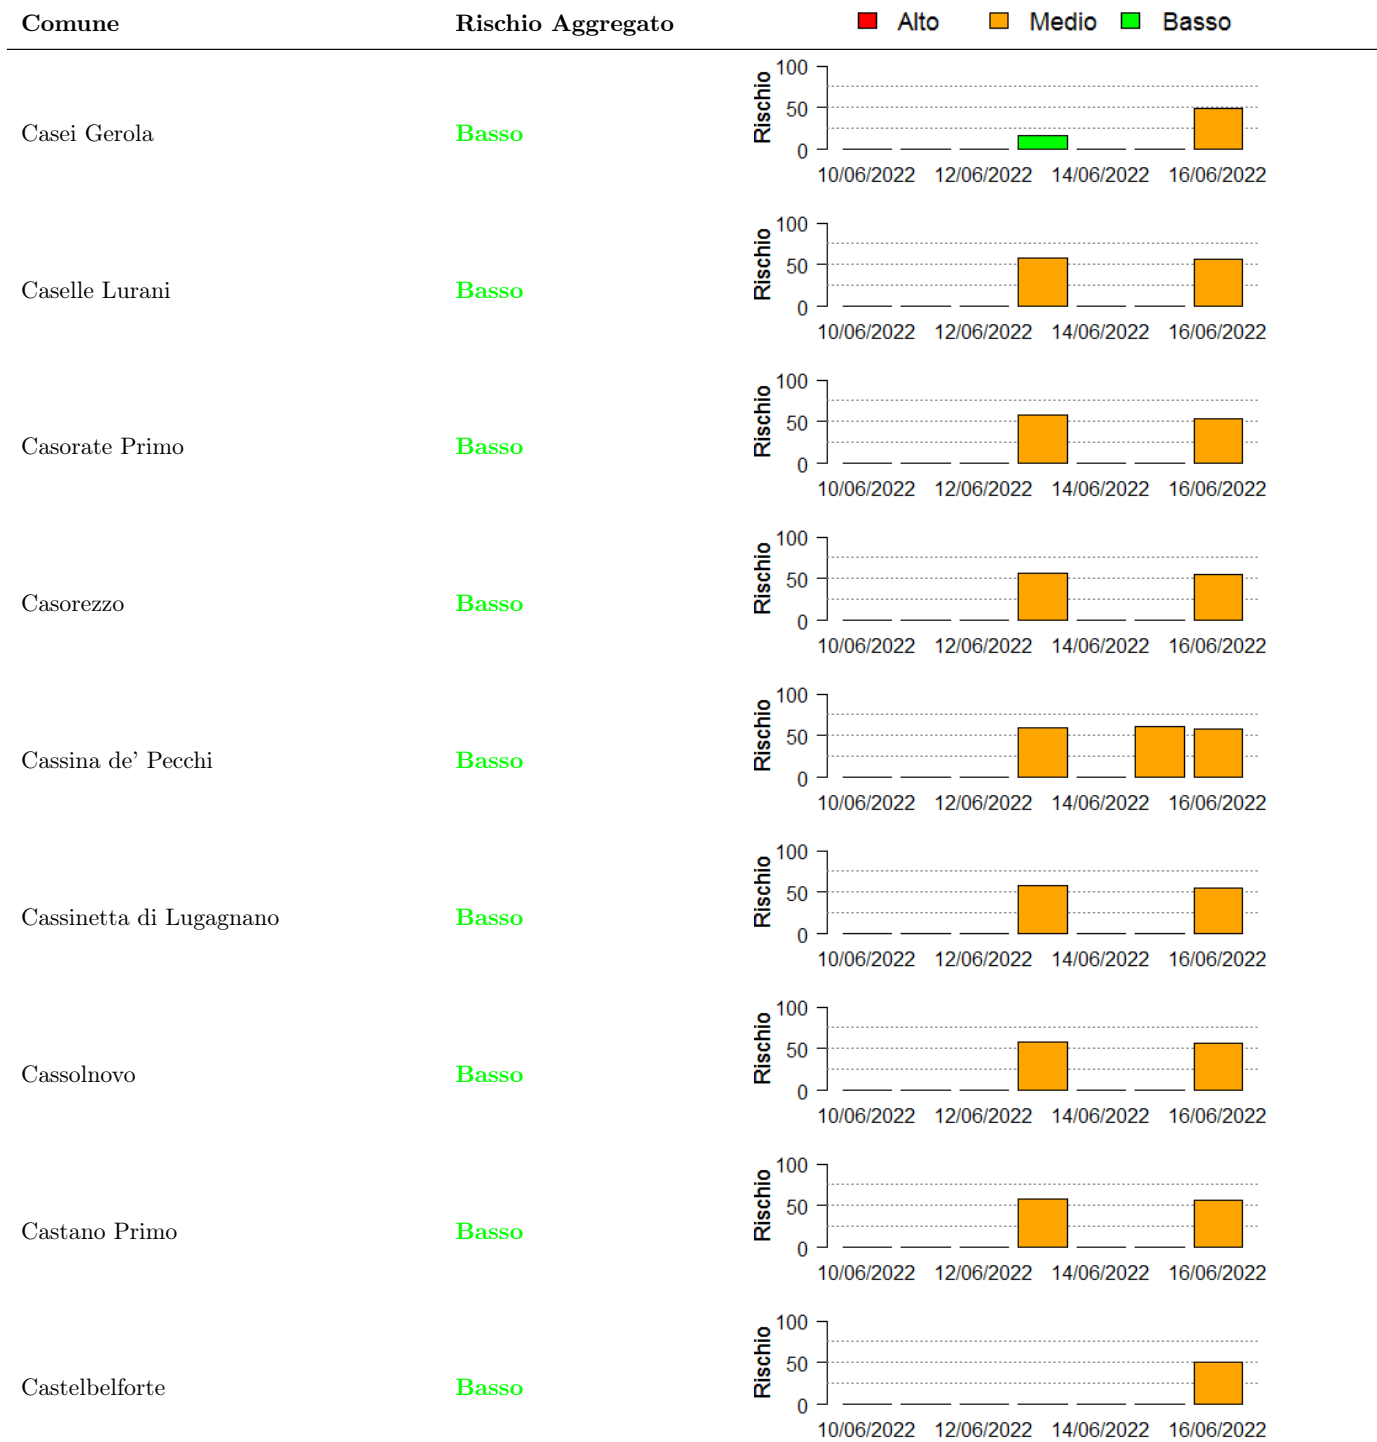 Comune Rischio Aggregato Alto Medio Basso
Casei Gerola Basso
Rischio
100
50
0
10/06/2022 12/06/2022 14/06/2022 16/06/2022
Caselle Lurani Basso
Rischio
100
50
0
10/06/2022 12/06/2022 14/06/2022 16/06/2022
Casorate Primo Basso
Rischio
100
50
0
10/06/2022 12/06/2022 14/06/2022 16/06/2022
Casorezzo Basso
Rischio
100
50
0
10/06/2022 12/06/2022 14/06/2022 16/06/2022
Cassina de’ Pecchi Basso
Rischio
100
50
0
10/06/2022 12/06/2022 14/06/2022 16/06/2022
Cassinetta di Lugagnano Basso
Rischio
100
50
0
10/06/2022 12/06/2022 14/06/2022 16/06/2022
Cassolnovo Basso
Rischio
100
50
0
10/06/2022 12/06/2022 14/06/2022 16/06/2022
Castano Primo Basso
Rischio
100
50
0
10/06/2022 12/06/2022 14/06/2022 16/06/2022
Castelbelforte Basso
Rischio
100
50
0
10/06/2022 12/06/2022 14/06/2022 16/06/2022